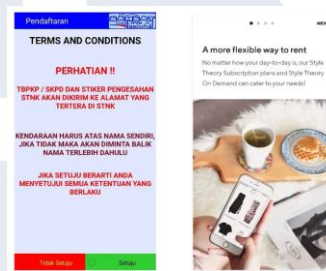 Pendaftaran
TERMS AND CONDITIONS
PERHATIAN !!
TBPKP / SKPD DAN STIKER PENGESAHAN
STNK AKAN DIKIRIM KE ALAMAT YANG
TERTERA DI STNK
KENDARAAN HARUS ATAS NAMA SENDIRI,
JIKA TIDAK MAKA AKAN DIMINTA BALIK
NAMA TERLEBIH DAHULU
JIKA SETUJU BERARTI ANDA
MENYETUJUI SEMUA KETENTUAN YANG
BERLAKU
Tidak Setuju
Setuju
A more flexible way to rent
No matter how your day-to-day is, our Style
Theory Subscription plans and Style Theory
On Demand can cater to your needs!